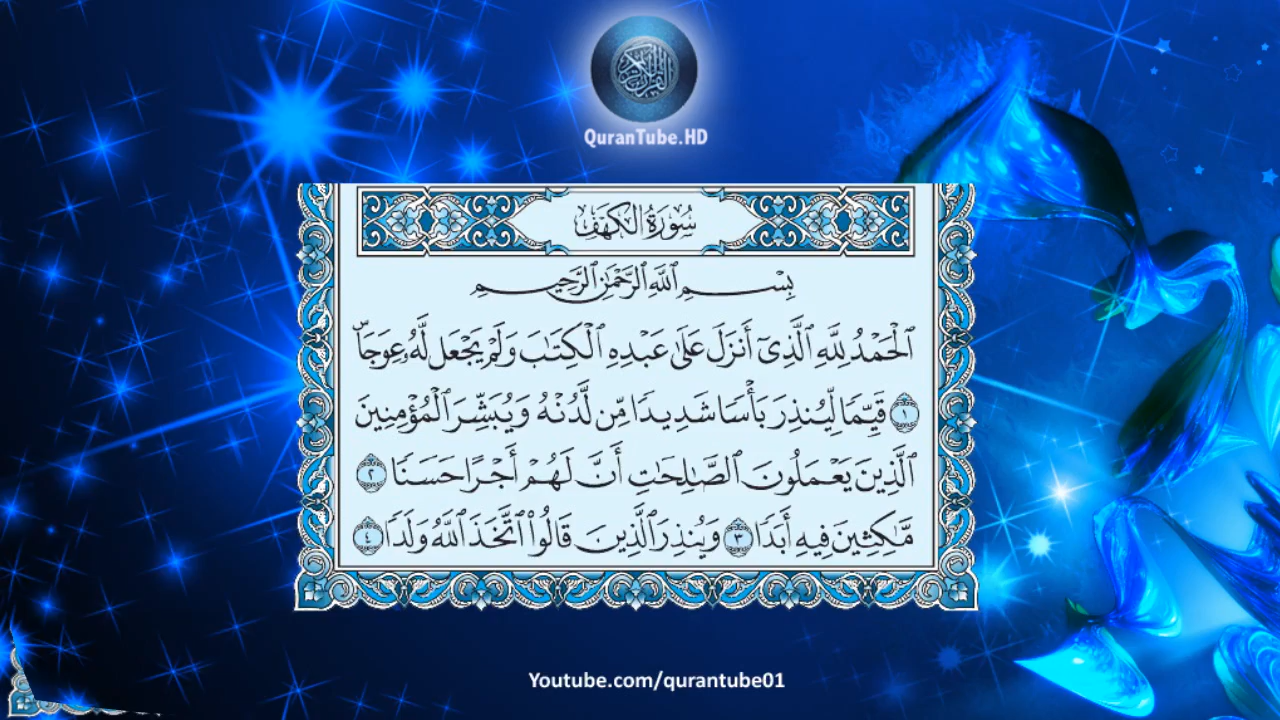 QuranTube.HD
سُورَةُ الكَهْفِ
بِسْمِ ٱللَّهِ ٱلرَّحْمَٰنِ ٱلرَّحِيمِ
ٱلْحَمْدُ لِلَّهِ ٱلَّذِىٓ أَنزَلَ عَلَىٰ عَبْدِهِ ٱلْكِتَٰبَ وَلَمْ يَجْعَل لَّهُۥ عِوَجَاۜ
١ قَيِّمًا لِّيُنذِرَ بَأْسًا شَدِيدًا مِّن لَّدُنْهُ وَيُبَشِّرَ ٱلْمُؤْمِنِينَ
ٱلَّذِينَ يَعْمَلُونَ ٱلصَّٰلِحَٰتِ أَنَّ لَهُمْ أَجْرًا حَسَنًا ٢
مَّٰكِثِينَ فِيهِ أَبَدًا ٣ وَيُنذِرَ ٱلَّذِينَ قَالُوا۟ ٱتَّخَذَ ٱللَّهُ وَلَدًا ٤
Youtube.com/qurantube01